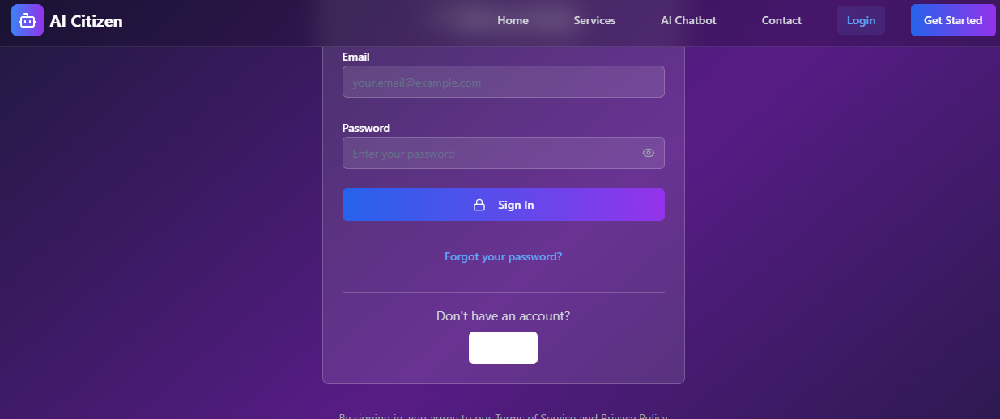 AI Citizen
Home Services AI Chatbot Contact Login Get Started
Email
your.email@example.com
Password
Enter your password
Sign In
Forgot your password?
Don't have an account?
By signing in, you agree to our Terms of Service and Privacy Policy